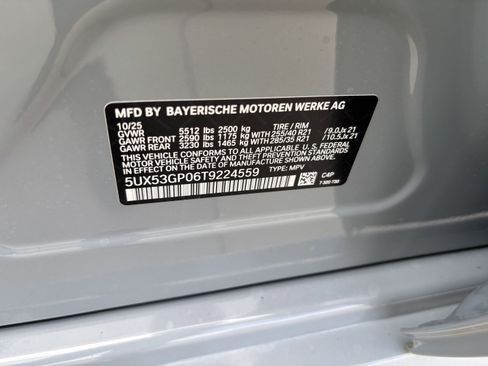 MFD BY BAYERISCHE MOTOREN WERKE AG
10/25 TIRE / RIM
GVWR 5512 lbs 2500 kg
GAWR FRONT 2590 lbs 1175 kg WITH 255/40 R21 / 9.0Jx 21
GAWR REAR 3230 lbs 1465 kg WITH 285/35 R21 /10.5Jx 21
THIS VEHICLE CONFORMS TO ALL APPLICABLE U.S. FEDERAL
MOTOR VEHICLE SAFETY, BUMPER, AND THEFT PREVENTION
STANDARDS IN EFFECT ON THE DATE OF MANUFACTURE SHOWN ABOVE.
5UX53GP06T9224559 TYPE: MPV
C4P